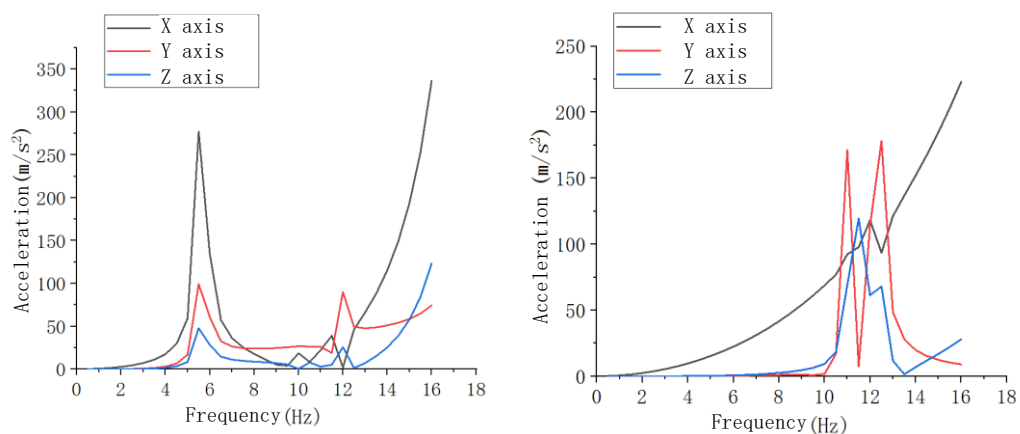 X axis
Y axis
Z axis
Acceleration(m/s²)
350
300
250
200
150
100
50
0
0 2 4 6 8 10 12 14 16 18
Frequency(Hz)
X axis
Y axis
Z axis
Acceleration (m/s²)
250
200
150
100
50
0
0 2 4 6 8 10 12 14 16 18
Frequency(Hz)